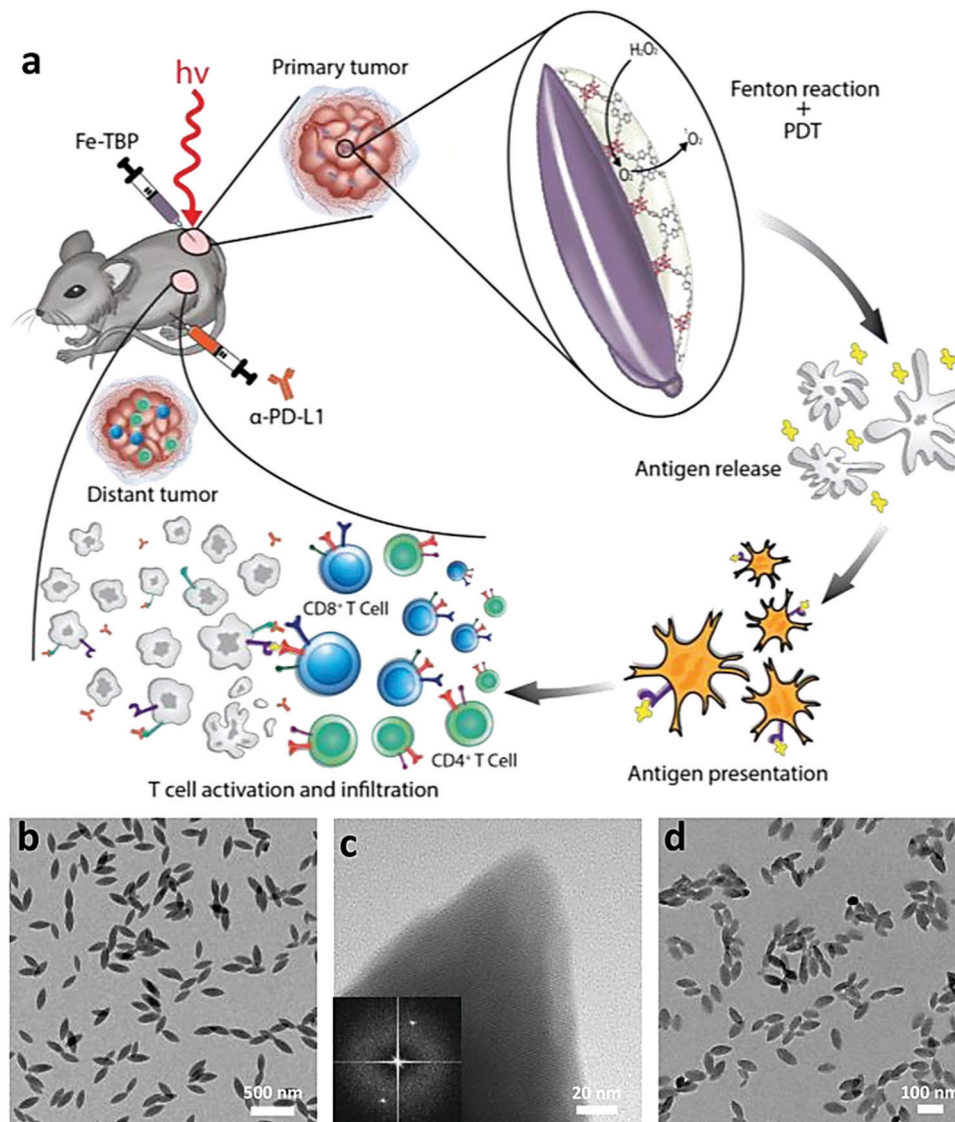 a
hν
Primary tumor
Fe-TBP
H₂O₂
O₂
¹O₂
Fenton reaction
+
PDT
α-PD-L1
Distant tumor
Antigen release
CD8⁺ T Cell
CD4⁺ T Cell
T cell activation and infiltration
Antigen presentation
b
500 nm
c
20 nm
d
100 nm